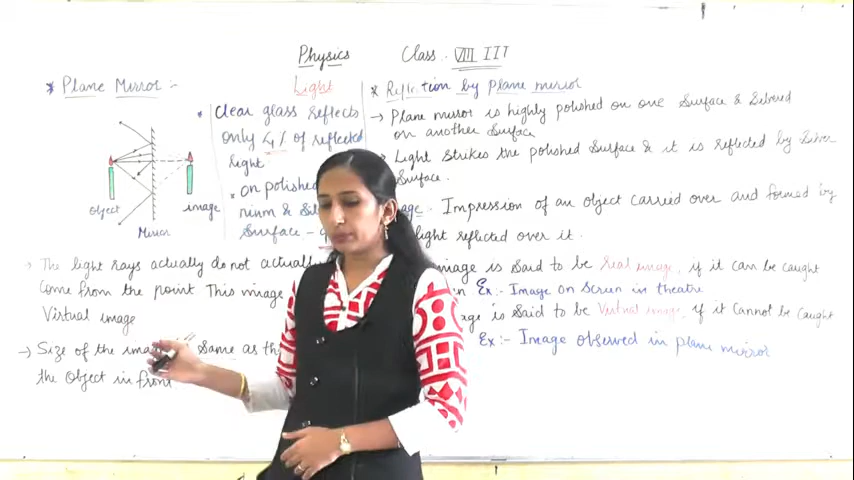 Physics Class. VIII III
* Plane Mirror :-
Light
object
image
Mirror
* clear glass reflects
only 4% of reflected
light
* on polished
nium & Sil
Surface -
* Reflection by plane mirror
→ Plane mirror is highly polished on one Surface &
on another Surface
Light strikes the polished Surface & it is reflected by
Surface.
Impression of an object carried over and formed by
light reflected over it.
→ The light rays actually do not actually
Come from the point This image
Virtual image
→ Size of the ima Same as th
the Object in front
image is said to be real image, if it can be caught
Ex:- Image on Screen in theatre
is Said to be Virtual image, if it cannot be caught
Ex:- Image observed in plane mirror